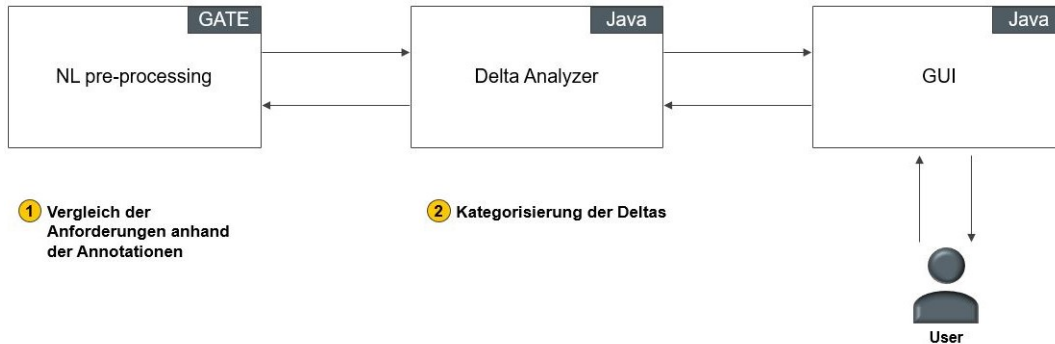 GATE
NL pre-processing
Java
Delta Analyzer
Java
GUI
1 Vergleich der
Anforderungen anhand
der Annotationen
2 Kategorisierung der Deltas
User